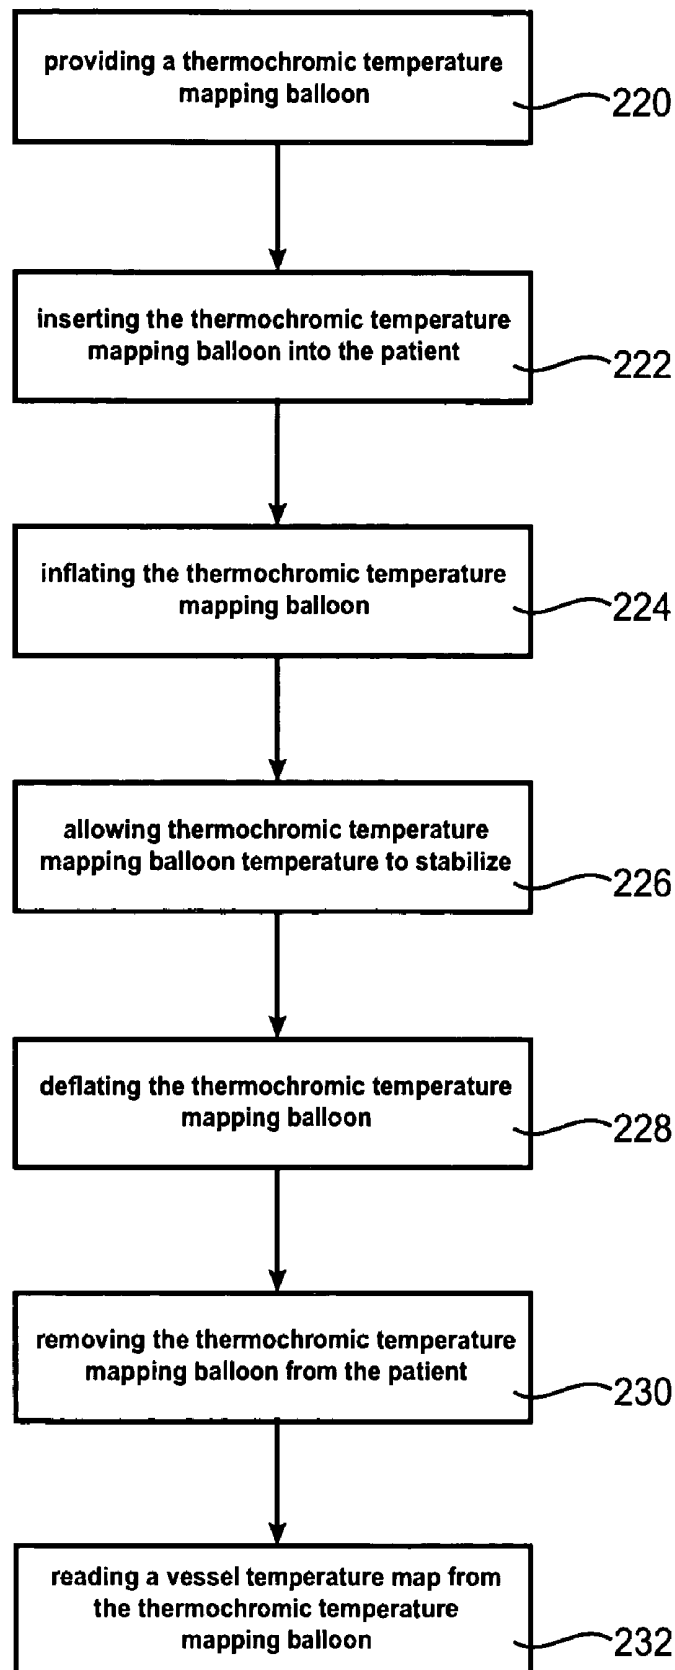 providing a thermochromic temperature
mapping balloon
220
inserting the thermochromic temperature
mapping balloon into the patient
222
inflating the thermochromic temperature
mapping balloon
224
allowing thermochromic temperature
mapping balloon temperature to stabilize
226
deflating the thermochromic temperature
mapping balloon
228
removing the thermochromic temperature
mapping balloon from the patient
230
reading a vessel temperature map from
the thermochromic temperature
mapping balloon
232